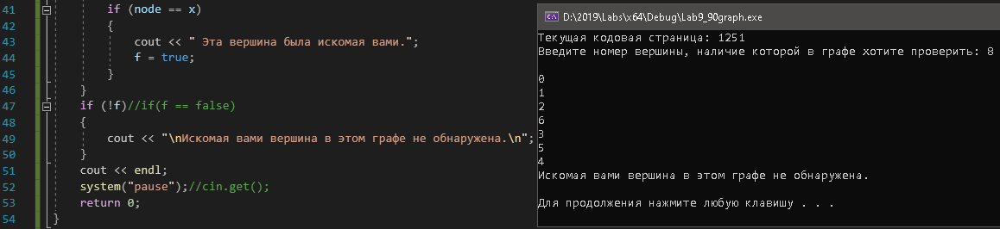 41 if (node == x)
42 {
43 cout << " Эта вершина была искомая вами.";
44 f = true;
45 }
46 }
47 if (!f)//if(f == false)
48 {
49 cout << "\nИскомая вами вершина в этом графе не обнаружена.\n";
50 }
51 cout << endl;
52 system("pause");//cin.get();
53 return 0;
54 }
D:\2019\Labs\x64\Debug\Lab9_90graph.exe
Текущая кодовая страница: 1251
Введите номер вершины, наличие которой в графе хотите проверить: 8
0
1
2
6
3
5
4
Искомая вами вершина в этом графе не обнаружена.
Для продолжения нажмите любую клавишу . . .